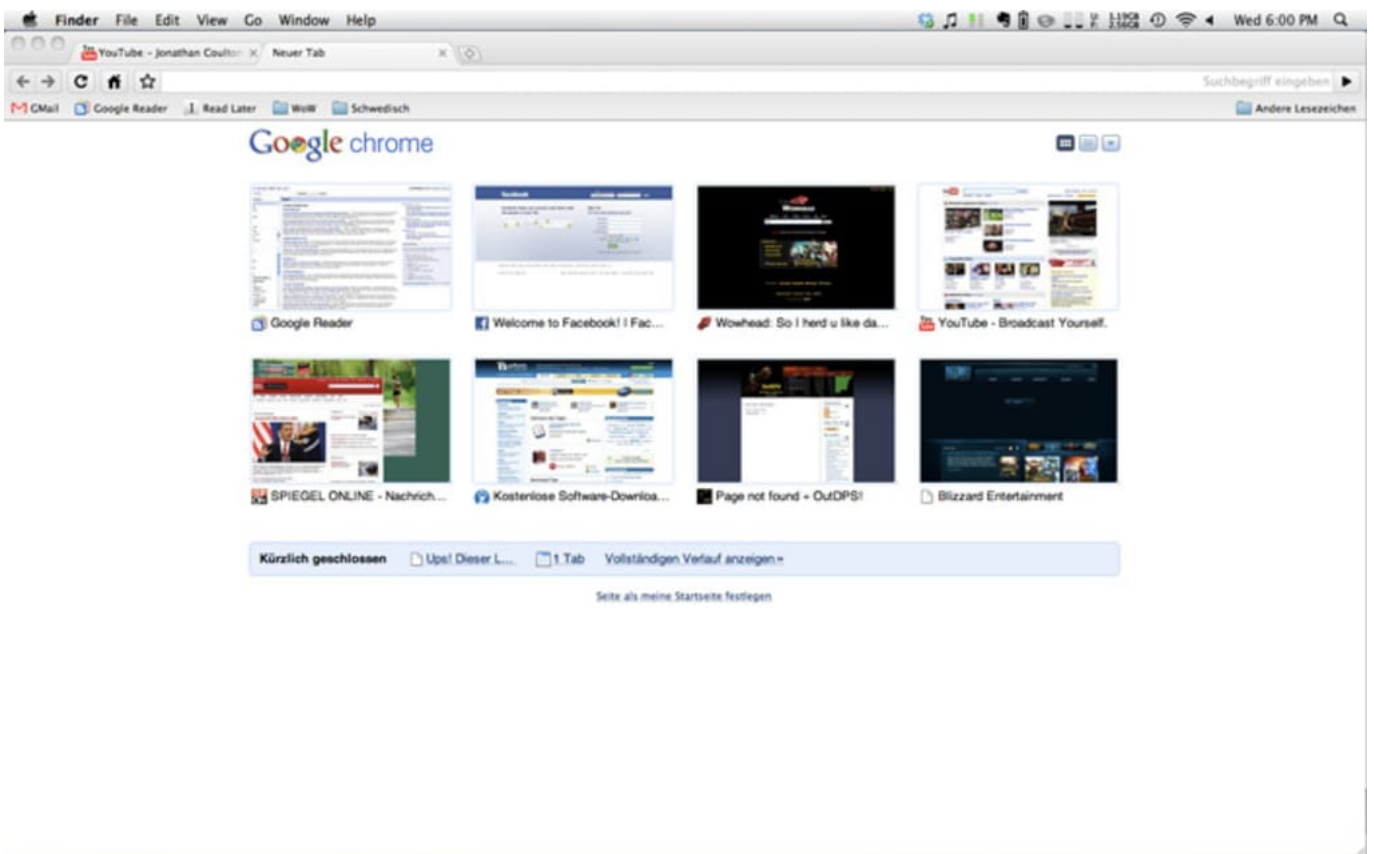 Finder File Edit View Go Window Help Wed 6:00 PM
YouTube - Jonathan Coulton Neuer Tab
Suchbegriff eingeben
GMail Google Reader Read Later WoW Schwedisch Andere Lesezeichen
Google chrome
Google Reader Welcome to Facebook! | Fac... Wowhead: So I herd u like da... YouTube - Broadcast Yourself.
SPIEGEL ONLINE - Nachrich... Kostenlose Software-Downloa... Page not found « OutDPS! Blizzard Entertainment
Kürzlich geschlossen Ups! Dieser L... 1 Tab Vollständigen Verlauf anzeigen »
Seite als meine Startseite festlegen